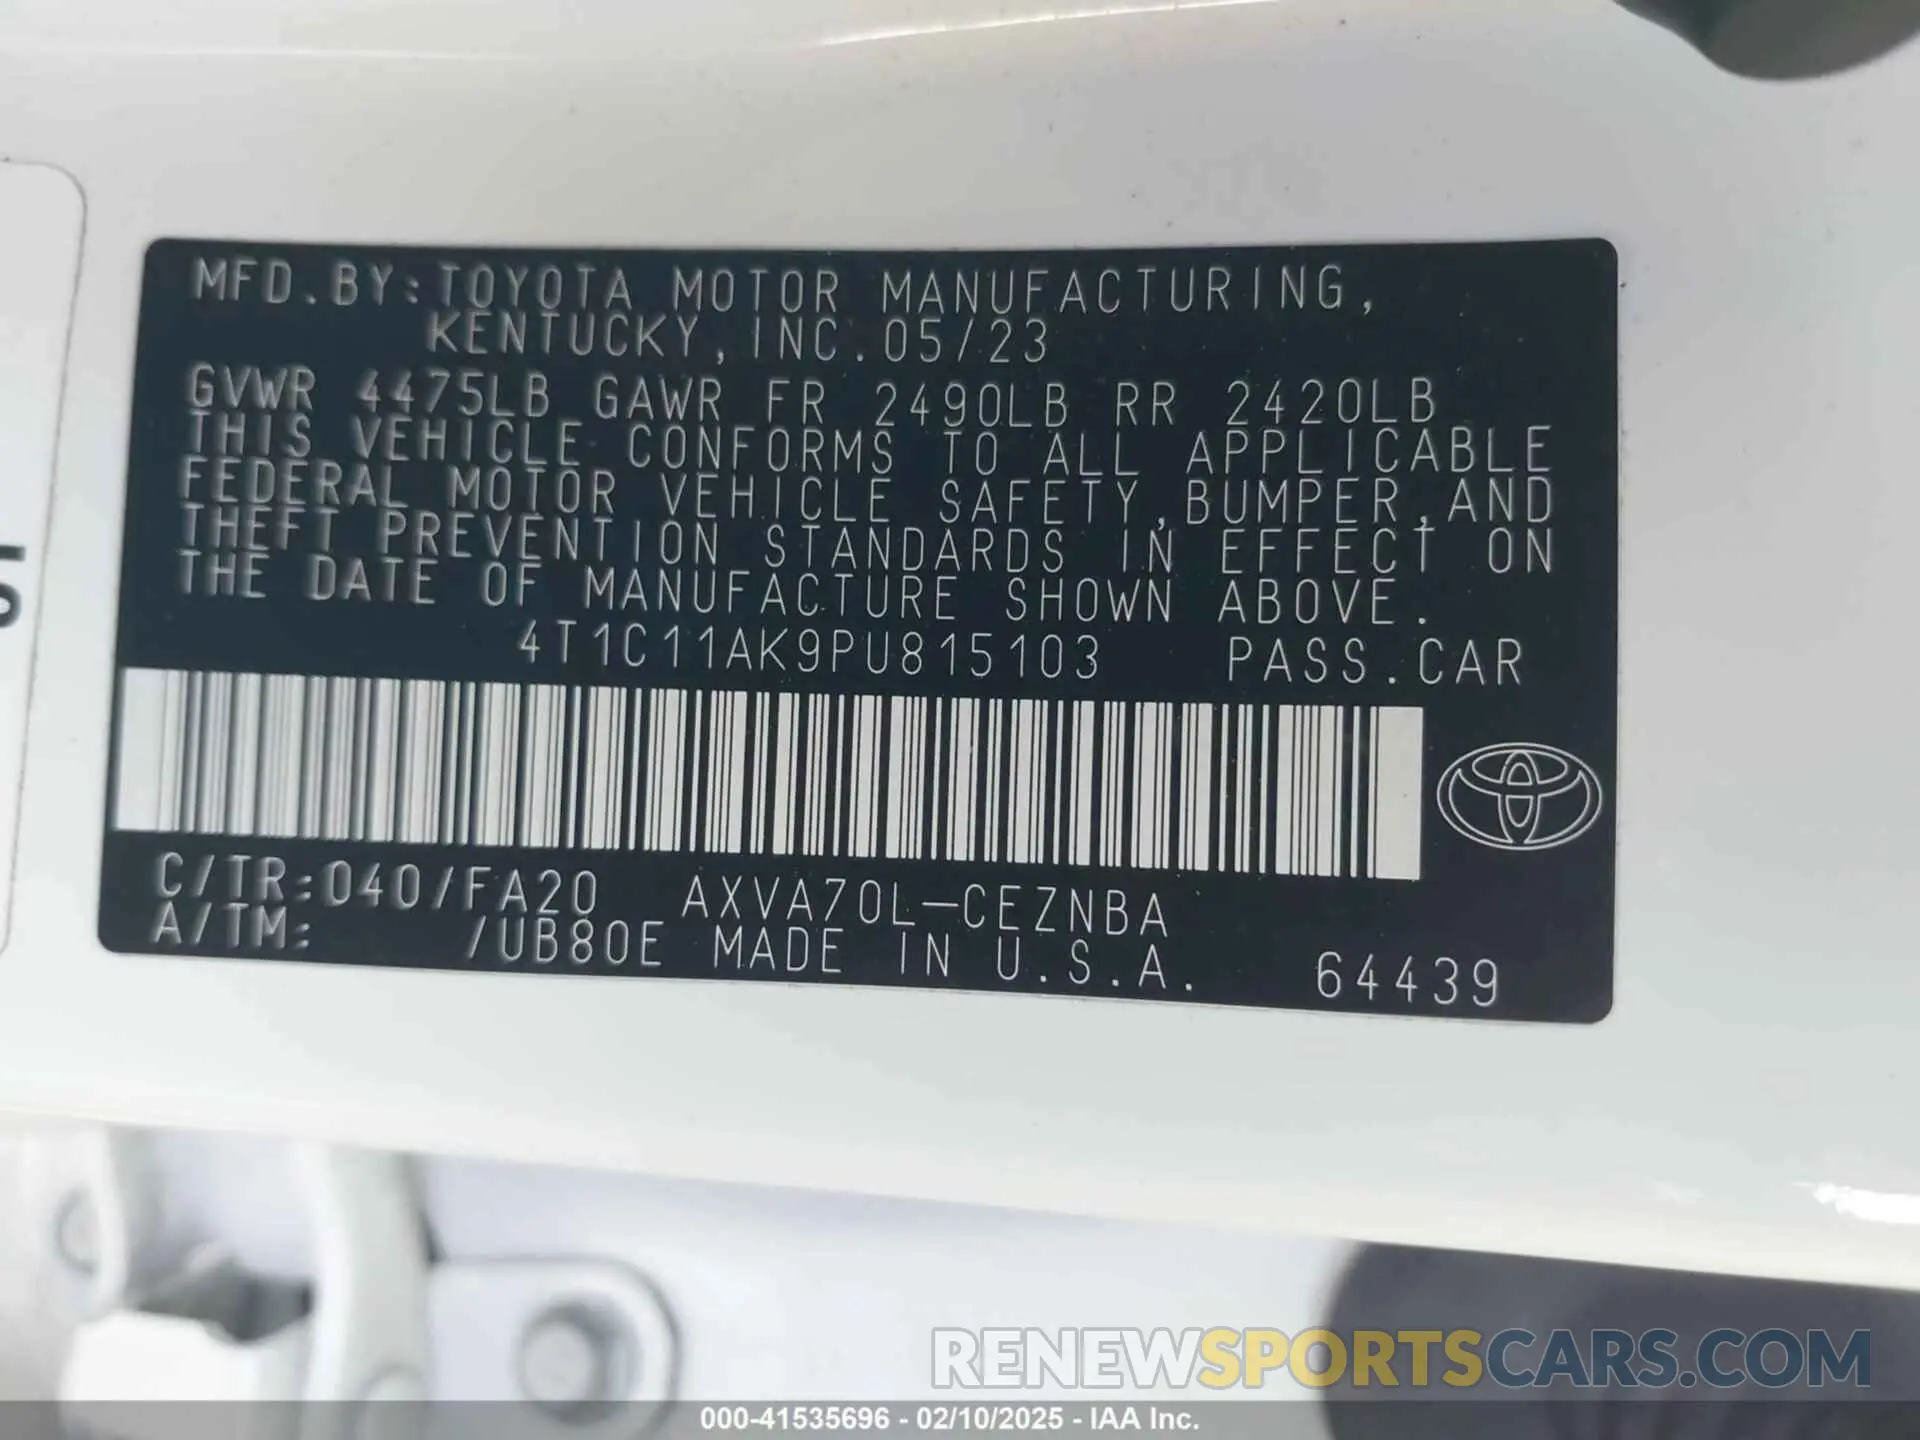 MFD.BY:TOYOTA MOTOR MANUFACTURING,
KENTUCKY,INC.05/23
GVWR 4475LB GAWR FR 2490LB RR 2420LB
THIS VEHICLE CONFORMS TO ALL APPLICABLE
FEDERAL MOTOR VEHICLE SAFETY,BUMPER,AND
THEFT PREVENTION STANDARDS IN EFFECT ON
THE DATE OF MANUFACTURE SHOWN ABOVE.
4T1C11AK9PU815103 PASS.CAR
C/TR:040/FA20 AXVA70L-CEZNBA
A/TM: /UB80E MADE IN U.S.A. 64439
RENEWSPORTSCARS.COM
000-41535696 - 02/10/2025 - IAA Inc.